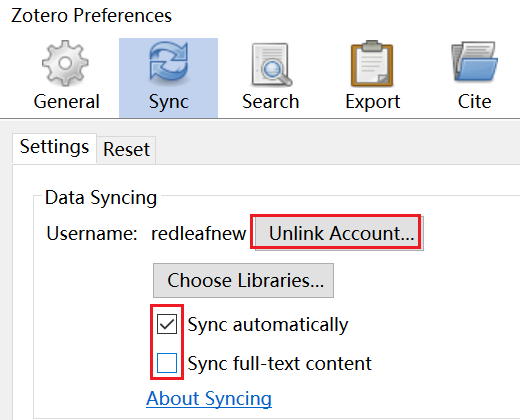 Zotero Preferences
General Sync Search Export Cite
Settings Reset
Data Syncing
Username: redleafnew Unlink Account...
Choose Libraries...
Sync automatically
Sync full-text content
About Syncing